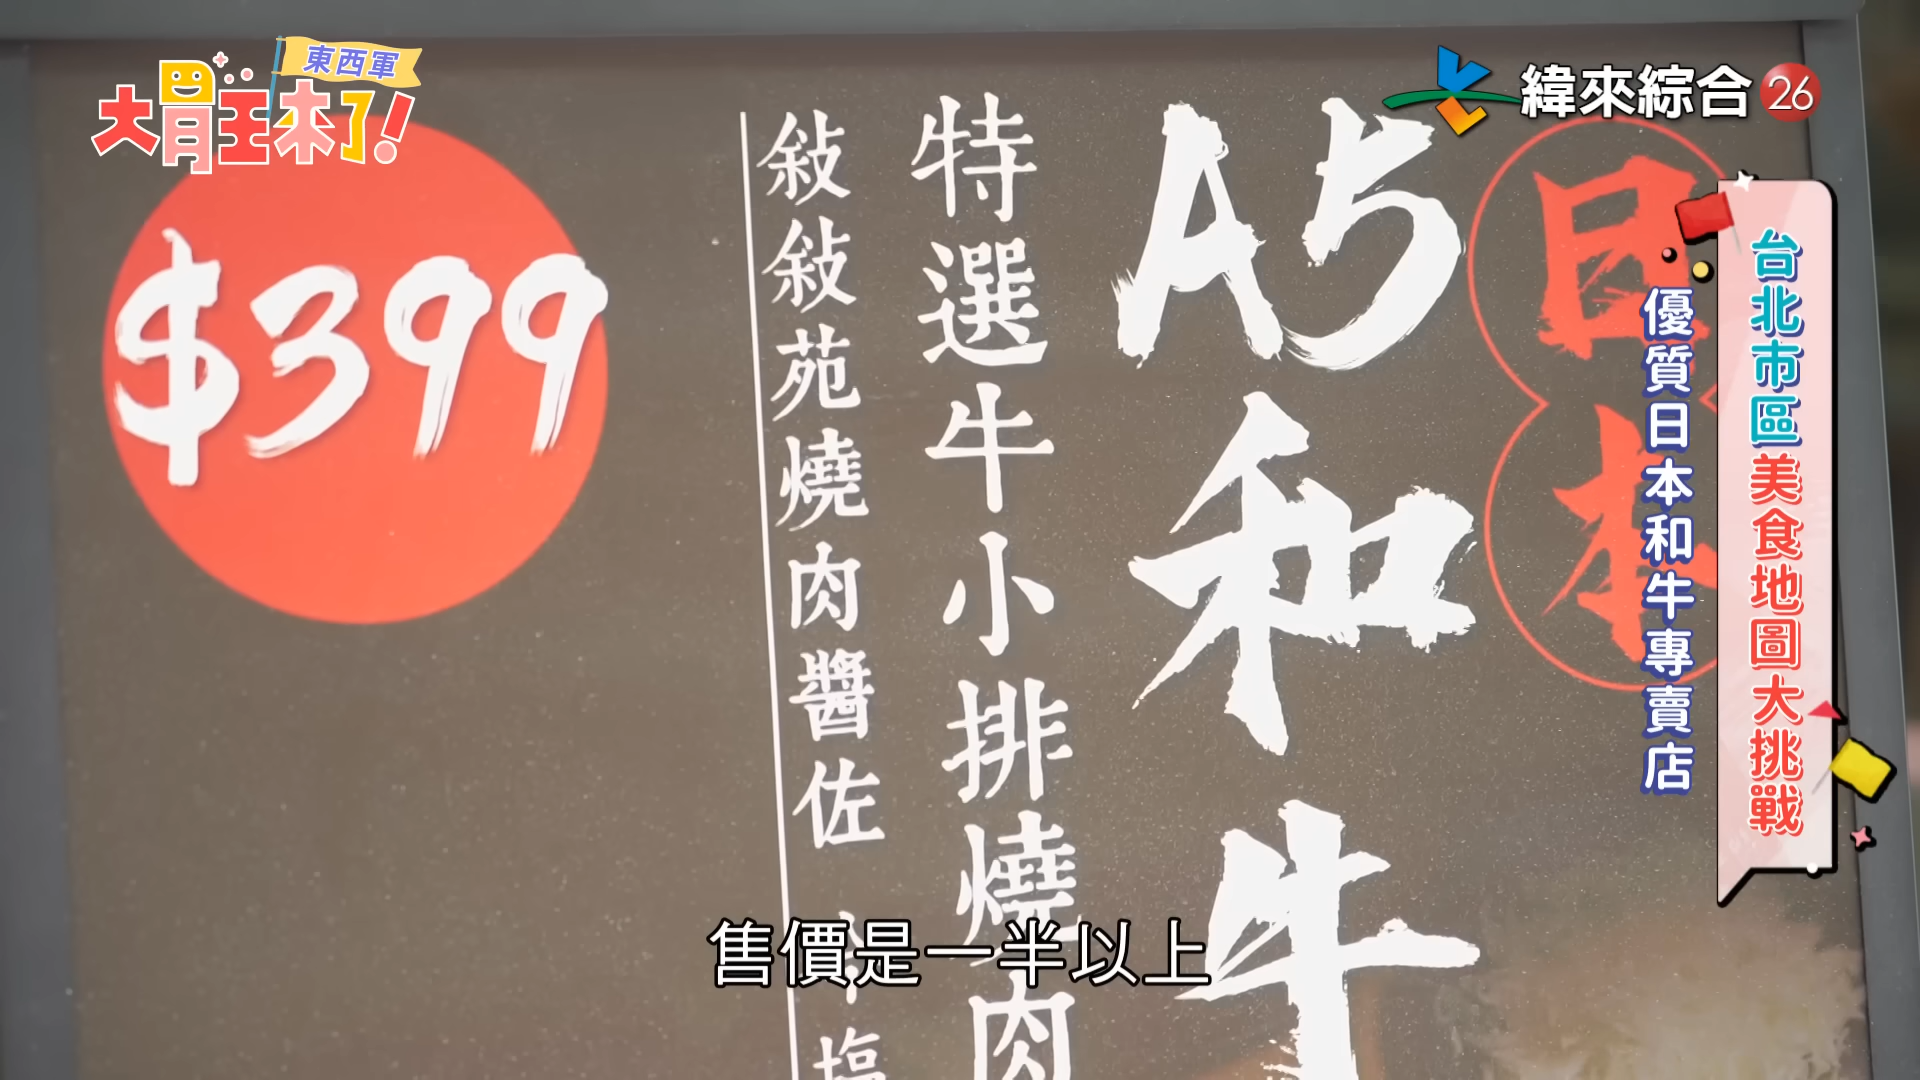 東西軍
大胃王來了!
緯來綜合 26
台北市區美食地圖大挑戰
優質日本和牛專賣店
日本
A5和牛
特選牛小排燒肉
敍敍苑燒肉醬佐
$399
售價是一半以上